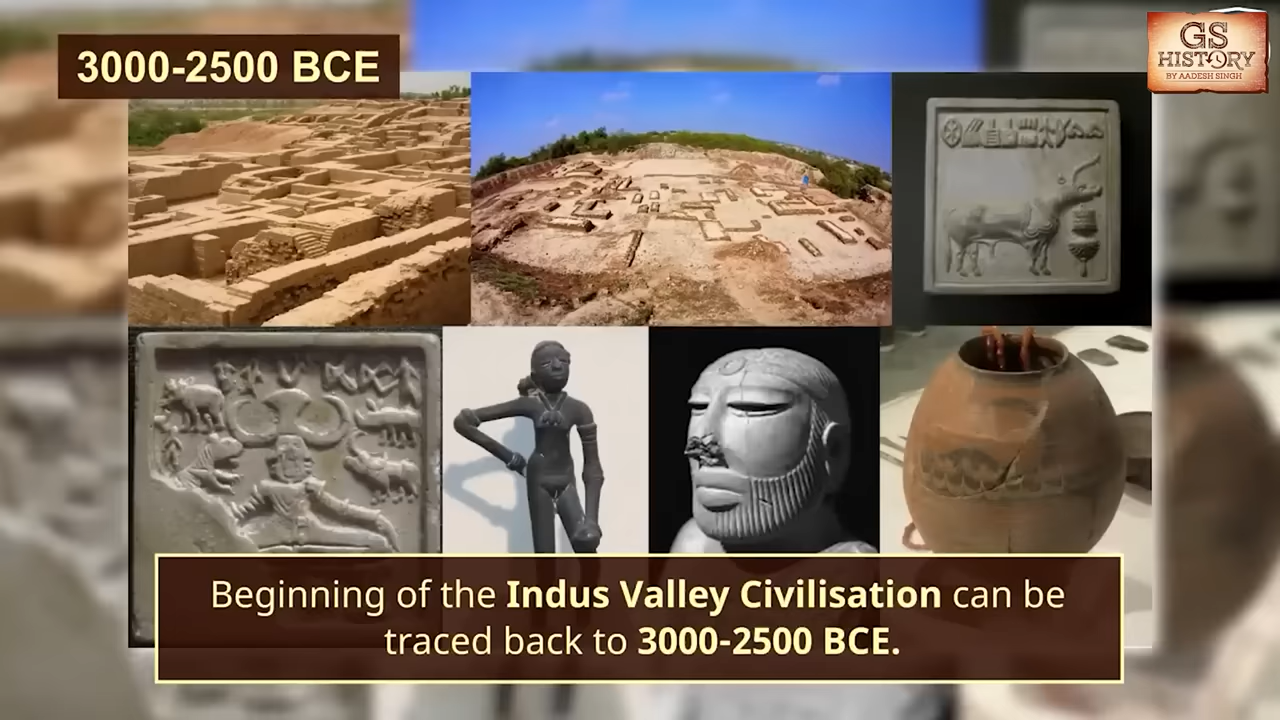 3000-2500 BCE
GS
HISTORY
BY AADESH SINGH
Beginning of the Indus Valley Civilisation can be
traced back to 3000-2500 BCE.